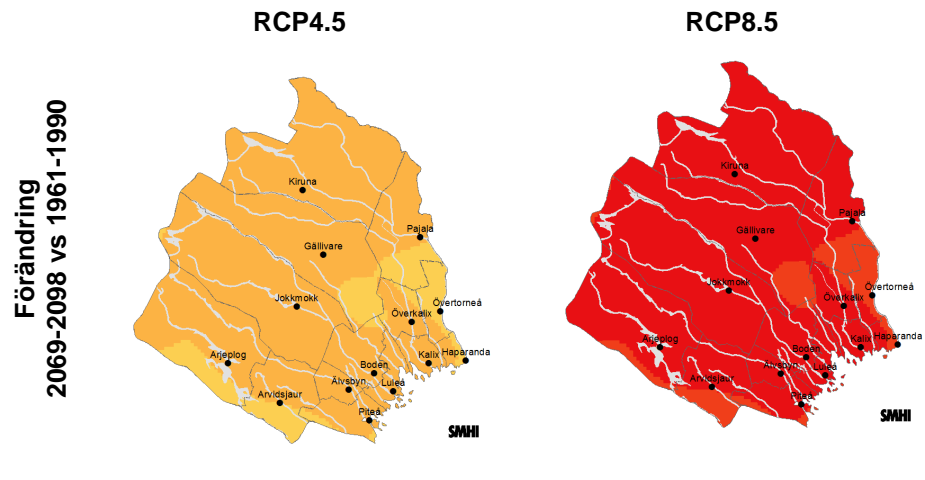 RCP4.5
RCP8.5
Förändring
2069-2098 vs 1961-1990
Kiruna
Pajala
Gällivare
Jokkmokk
Övertorneå
Överkalix
Arjeplog
Boden
Kalix
Haparanda
Älvsbyn
Luleå
Arvidsjaur
Piteå
SMHI
Kiruna
Pajala
Gällivare
Jokkmokk
Övertorneå
Överkalix
Arjeplog
Boden
Kalix
Haparanda
Älvsbyn
Luleå
Arvidsjaur
Piteå
SMHI